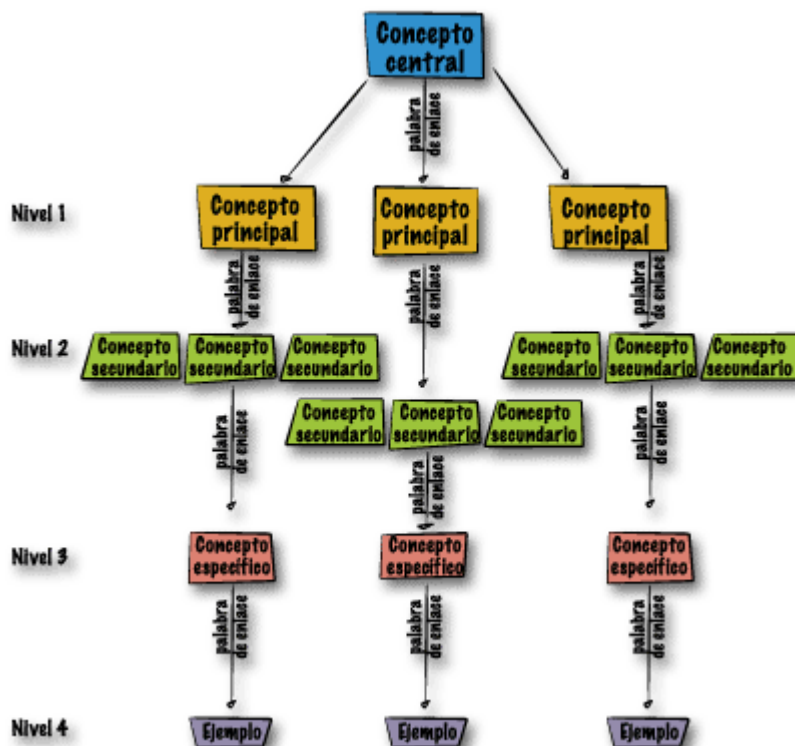 Concepto
central
palabra
de enlace
Nivel 1
Concepto
principal
Concepto
principal
Concepto
principal
palabra
de enlace
palabra
de enlace
palabra
de enlace
Nivel 2
Concepto
secundario
Concepto
secundario
Concepto
secundario
Concepto
secundario
Concepto
secundario
Concepto
secundario
Concepto
secundario
Concepto
secundario
Concepto
secundario
palabra
de enlace
palabra
de enlace
palabra
de enlace
Nivel 3
Concepto
específico
Concepto
específico
Concepto
específico
palabra
de enlace
palabra
de enlace
palabra
de enlace
Nivel 4
Ejemplo
Ejemplo
Ejemplo